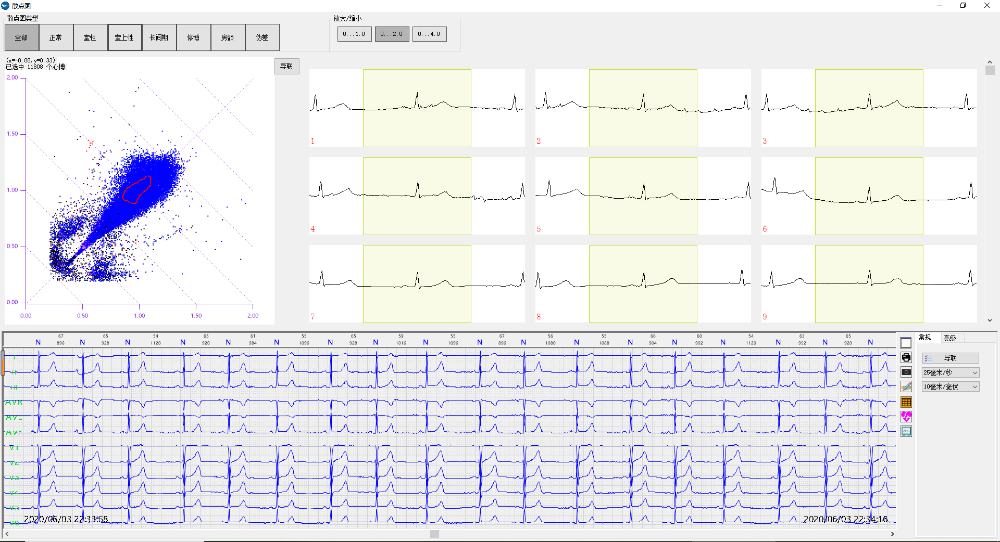 散点图
散点图类型
放大/缩小
全部 正常 室性 室上性 长间期 停博 房颤 伪差
0...1.0 0...2.0 0...4.0
(x=-0.08,y=0.33)
已选中 11808 个心搏
导联
2.00
1.50
1.00
0.50
0.00
0.00 0.50 1.00 1.50 2.00
1 2 3
4 5 6
7 8 9
67 65 54 65 61 55 65 59 55 67 56 55 66 60 54 63 65
N N N N N N N N N N N N N N N N N N
896 928 1120 920 984 1096 928 1016 1096 896 1080 1088 904 992 1120 952 920
I
II
III
AVR
AVL
AVF
V1
V2
V3
V4
V5
V6
2020/06/03 22:33:58
2020/06/03 22:34:16
常规 高级
导联
25毫米/秒
10毫米/毫伏